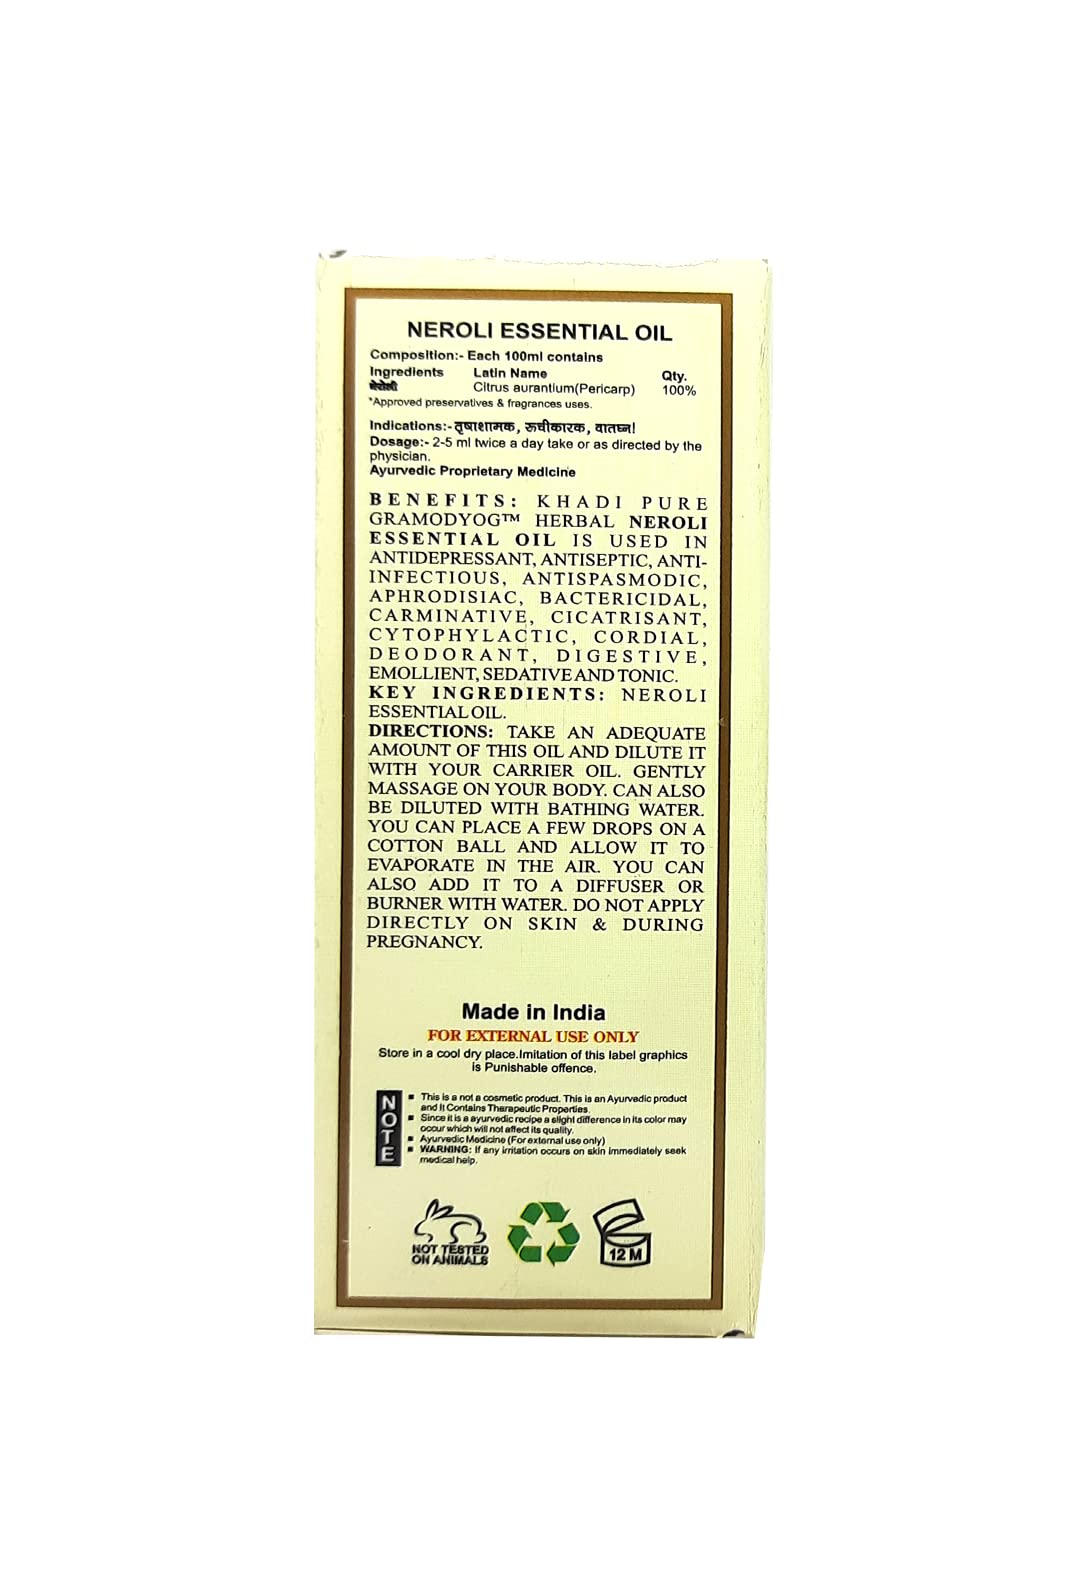 NEROLI ESSENTIAL OIL
Composition:- Each 100ml contains
Ingredients Latin Name Qty.
नेरोली Citrus aurantium(Pericarp) 100%
*Approved preservatives & fragrances uses.
Indications:- तृषाशामक, रूचीकारक, वातघ्न!
Dosage:- 2-5 ml twice a day take or as directed by the
physician.
Ayurvedic Proprietary Medicine
BENEFITS: KHADI PURE
GRAMODYOG™ HERBAL NEROLI
ESSENTIAL OIL IS USED IN
ANTIDEPRESSANT, ANTISEPTIC, ANTI-
INFECTIOUS, ANTISPASMODIC,
APHRODISIAC, BACTERICIDAL,
CARMINATIVE, CICATRISANT,
CYTOPHYLACTIC, CORDIAL,
DEODORANT, DIGESTIVE,
EMOLLIENT, SEDATIVE AND TONIC.
KEY INGREDIENTS: NEROLI
ESSENTIAL OIL.
DIRECTIONS: TAKE AN ADEQUATE
AMOUNT OF THIS OIL AND DILUTE IT
WITH YOUR CARRIER OIL. GENTLY
MASSAGE ON YOUR BODY. CAN ALSO
BE DILUTED WITH BATHING WATER.
YOU CAN PLACE A FEW DROPS ON A
COTTON BALL AND ALLOW IT TO
EVAPORATE IN THE AIR. YOU CAN
ALSO ADD IT TO A DIFFUSER OR
BURNER WITH WATER. DO NOT APPLY
DIRECTLY ON SKIN & DURING
PREGNANCY.
Made in India
FOR EXTERNAL USE ONLY
Store in a cool dry place.Imitation of this label graphics
is Punishable offence.
NOTE
This is a not a cosmetic product. This is an Ayurvedic product
and It Contains Therapeutic Properties.
Since it is a ayurvedic recipe a slight difference in its color may
occur which will not affect its quality.
Ayurvedic Medicine (For external use only)
WARNING: If any irritation occurs on skin immediately seek
medical help.
NOT TESTED
ON ANIMALS
12 M